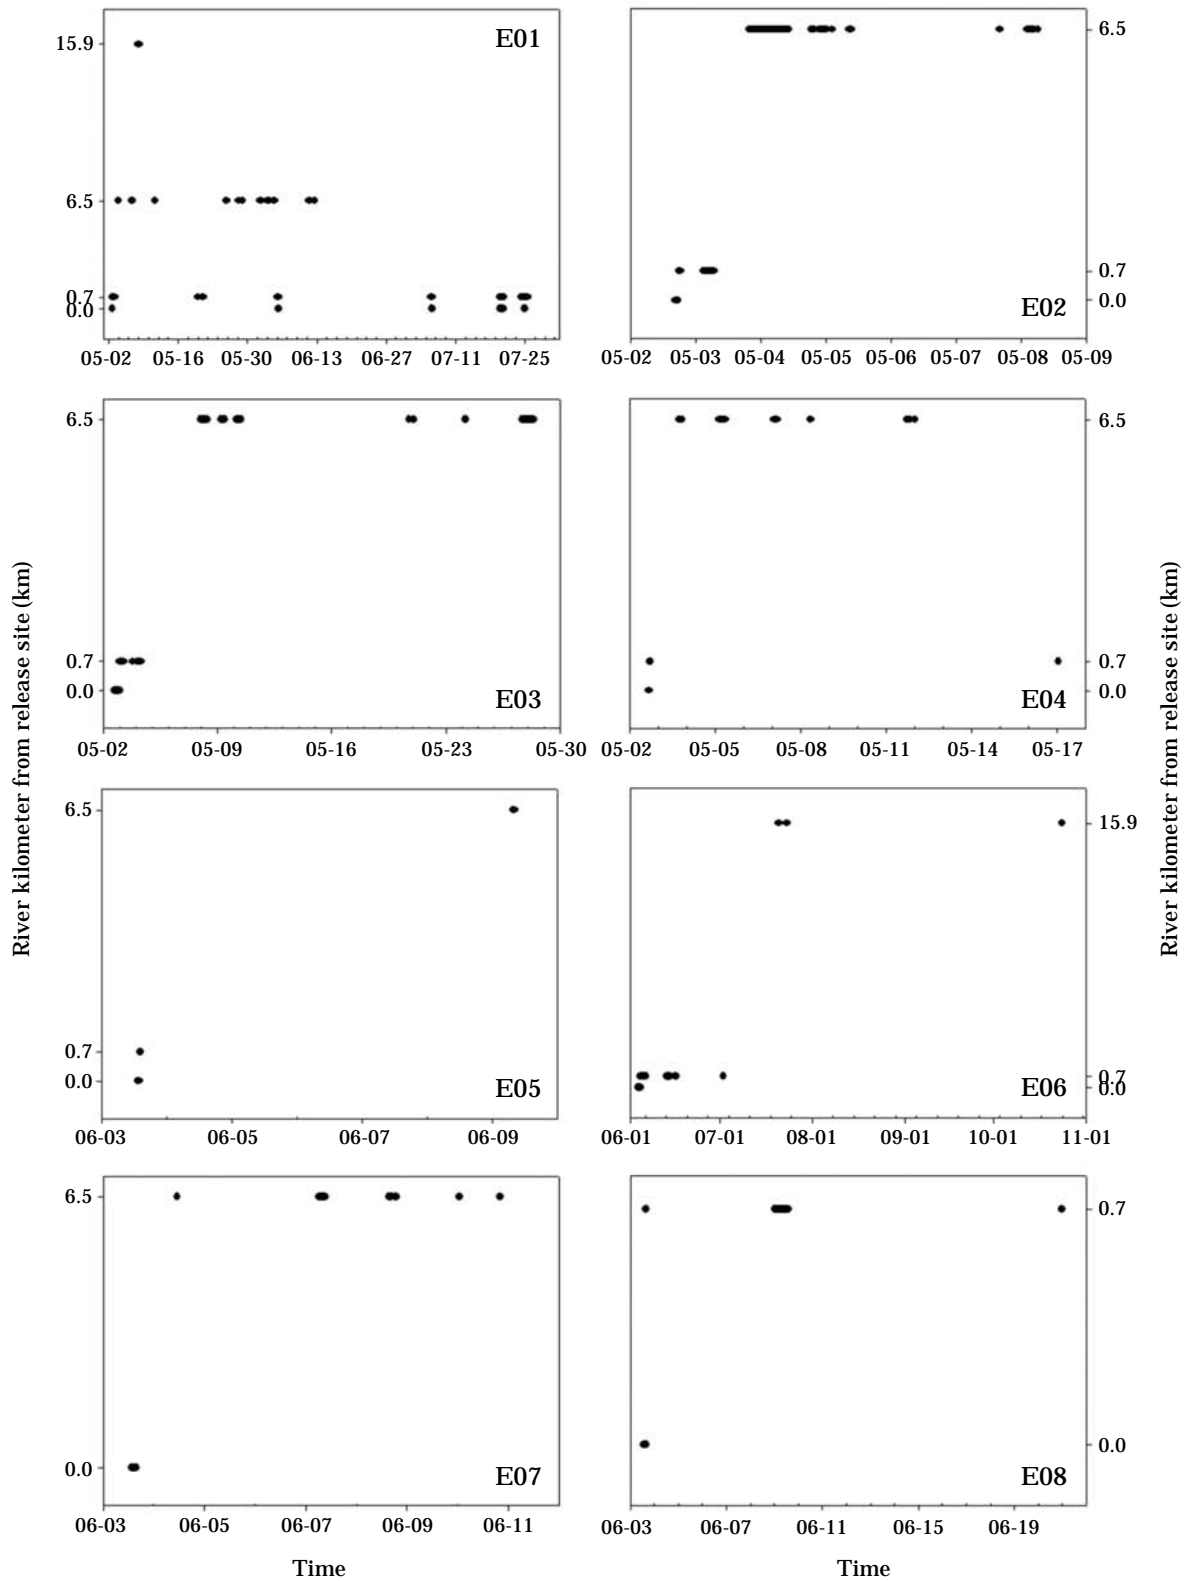 E01
15.9
6.5
0.7
0.0
05-02 05-16 05-30 06-13 06-27 07-11 07-25
E02
6.5
0.7
0.0
05-02 05-03 05-04 05-05 05-06 05-07 05-08 05-09
E03
6.5
0.7
0.0
05-02 05-09 05-16 05-23 05-30
E04
6.5
0.7
0.0
05-02 05-05 05-08 05-11 05-14 05-17
River kilometer from release site (km)
River kilometer from release site (km)
E05
6.5
0.7
0.0
06-03 06-05 06-07 06-09
E06
15.9
0.7
0.0
06-01 07-01 08-01 09-01 10-01 11-01
E07
6.5
0.0
06-03 06-05 06-07 06-09 06-11
E08
0.7
0.0
06-03 06-07 06-11 06-15 06-19
Time
Time